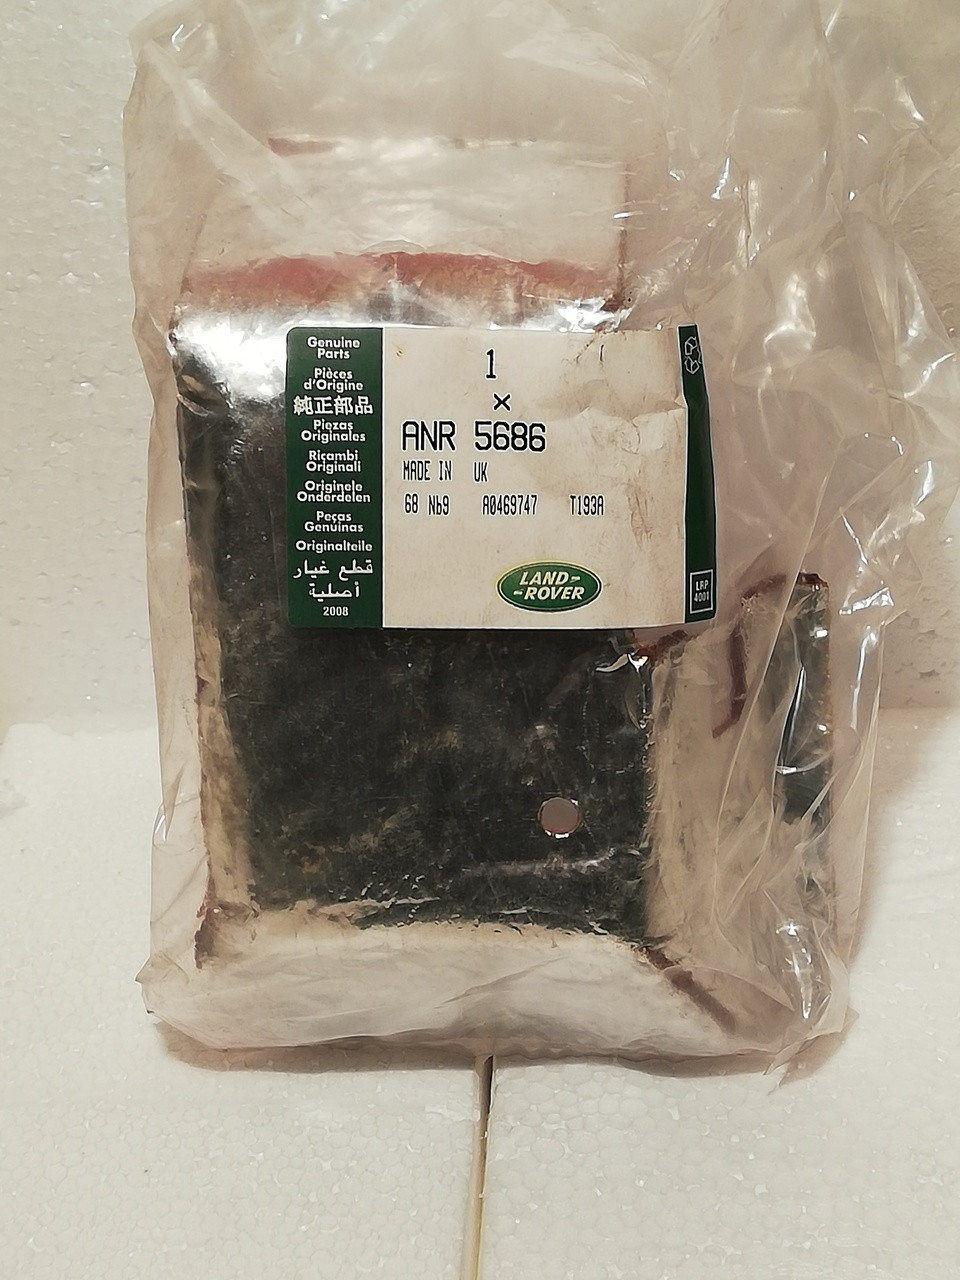 Genuine
Parts
Pièces
d'Origine
純正部品
Piezas
Originales
Ricambi
Originali
Originele
Onderdelen
Peças
Genuinas
Originalteile
قطع غيار
أصلية
2008
1
×
ANR 5686
MADE IN UK
68 Nb9 A0469747 T193A
LAND-
-ROVER
LRP
4001